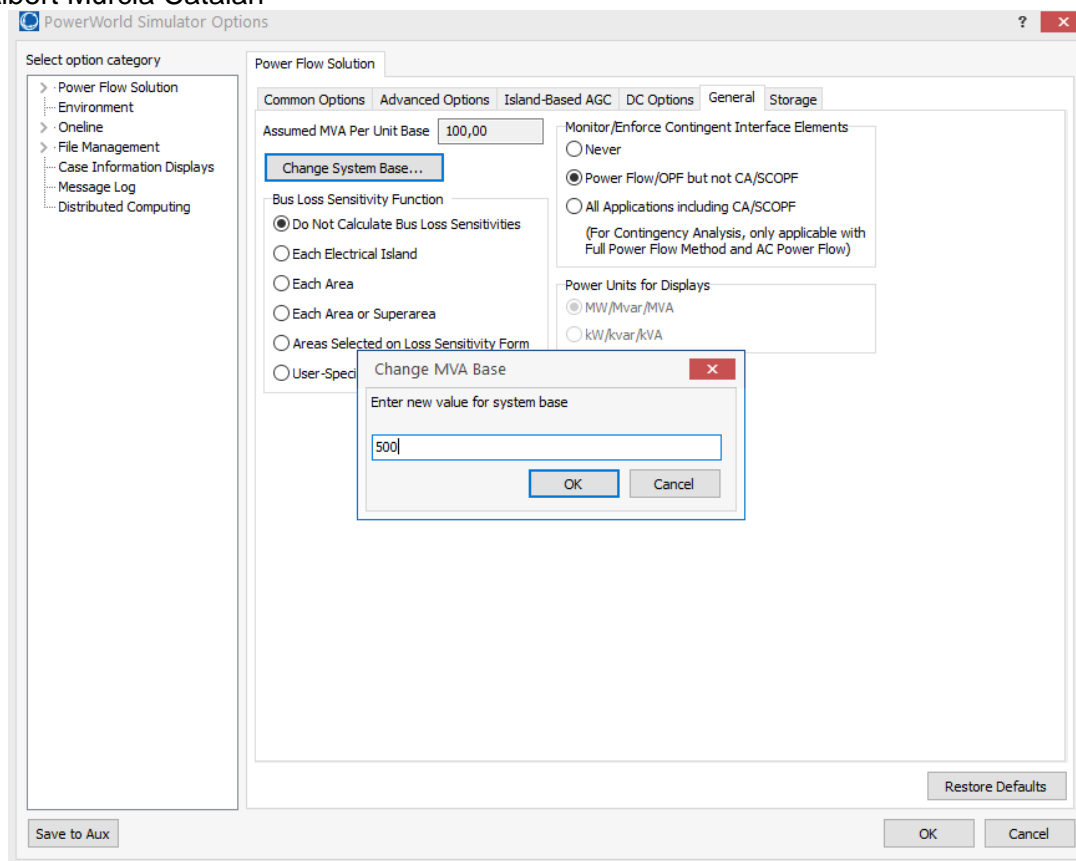 Albert Murcia Catalán
PowerWorld Simulator Options ?
Select option category
Power Flow Solution
Environment
Oneline
File Management
Case Information Displays
Message Log
Distributed Computing
Power Flow Solution
Common Options Advanced Options Island-Based AGC DC Options General Storage
Assumed MVA Per Unit Base 100,00
Change System Base...
Bus Loss Sensitivity Function
Do Not Calculate Bus Loss Sensitivities
Each Electrical Island
Each Area
Each Area or Superarea
Areas Selected on Loss Sensitivity Form
User-Speci
Monitor/Enforce Contingent Interface Elements
Never
Power Flow/OPF but not CA/SCOPF
All Applications including CA/SCOPF
(For Contingency Analysis, only applicable with
Full Power Flow Method and AC Power Flow)
Power Units for Displays
MW/Mvar/MVA
kW/kvar/kVA
Change MVA Base
Enter new value for system base
500
OK Cancel
Restore Defaults
Save to Aux OK Cancel